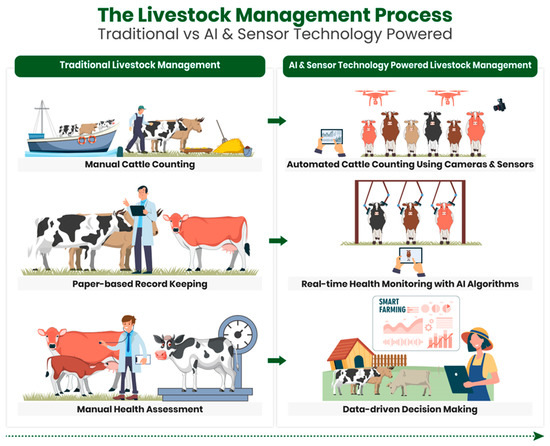 The Livestock Management Process
Traditional vs AI & Sensor Technology Powered
Traditional Livestock Management
AI & Sensor Technology Powered Livestock Management
Manual Cattle Counting
Automated Cattle Counting Using Cameras & Sensors
Paper-based Record Keeping
Real-time Health Monitoring with AI Algorithms
SMART
FARMING
Manual Health Assessment
Data-driven Decision Making